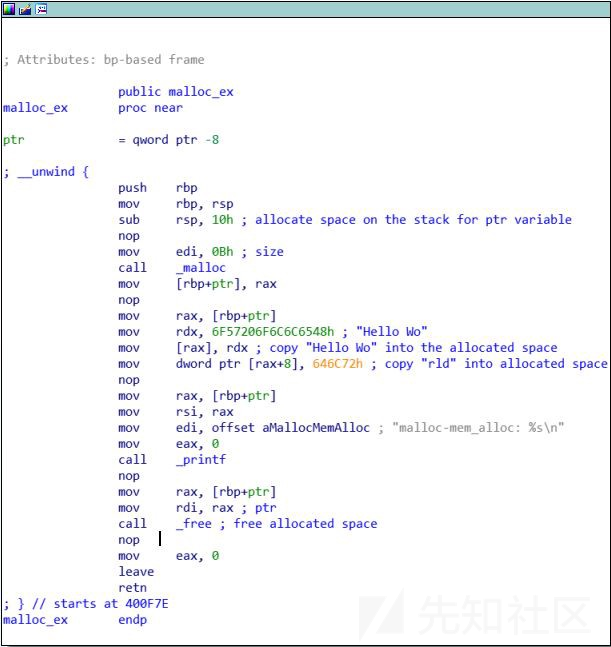 ; Attributes: bp-based frame
public malloc_ex
malloc_ex proc near
ptr = qword ptr -8
; __unwind {
push rbp
mov rbp, rsp
sub rsp, 10h ; allocate space on the stack for ptr variable
nop
mov edi, 0Bh ; size
call _malloc
mov [rbp+ptr], rax
nop
mov rax, [rbp+ptr]
mov rdx, 6F57206F6C6C6548h ; "Hello Wo"
mov [rax], rdx ; copy "Hello Wo" into the allocated space
mov dword ptr [rax+8], 646C72h ; copy "rld" into allocated space
nop
mov rax, [rbp+ptr]
mov rsi, rax
mov edi, offset aMallocMemAlloc ; "malloc-mem_alloc: %s\n"
mov eax, 0
call _printf
nop
mov rax, [rbp+ptr]
mov rdi, rax ; ptr
call _free ; free allocated space
nop
mov eax, 0
leave
retn
; } // starts at 400F7E
malloc_ex endp
先知社区